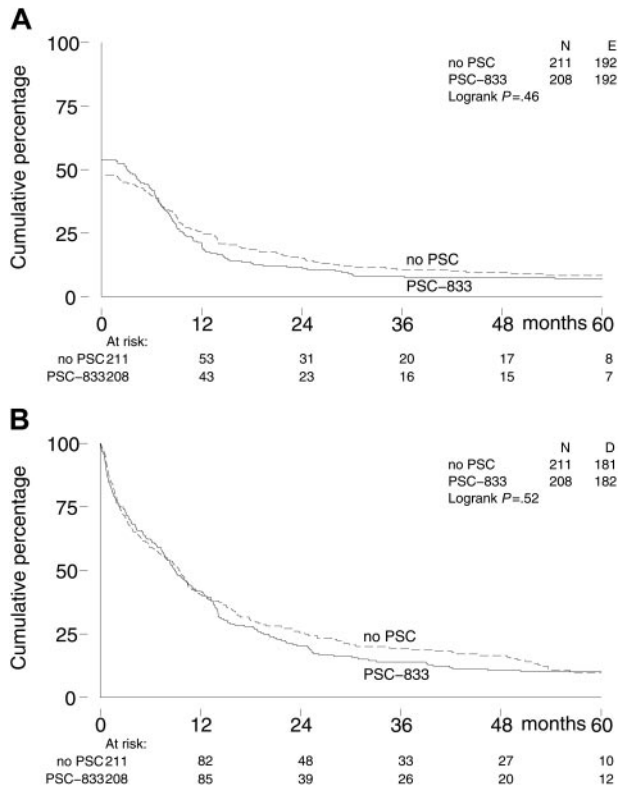 A
Cumulative percentage
100
75
50
25
0
N E
no PSC 211 192
PSC–833 208 192
Logrank P=.46
no PSC
PSC–833
0 12 24 36 48 months 60
At risk:
no PSC 211 53 31 20 17 8
PSC–833 208 43 23 16 15 7
B
Cumulative percentage
100
75
50
25
0
N D
no PSC 211 181
PSC–833 208 182
Logrank P=.52
no PSC
PSC–833
0 12 24 36 48 months 60
At risk:
no PSC 211 82 48 33 27 10
PSC–833 208 85 39 26 20 12